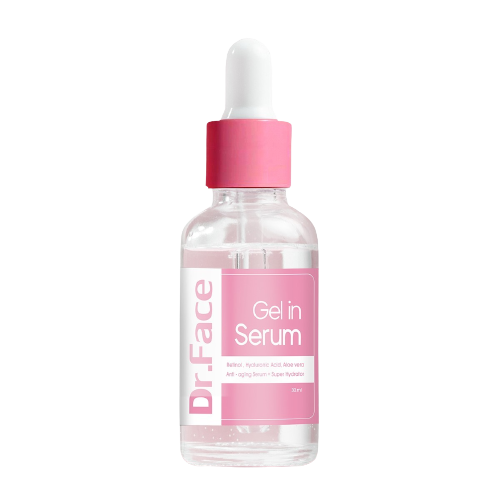 Dr.Face
Gel in
Serum
Retinol , Hyaluronic Acid, Aloe vera
Anti - aging Serum + Super Hydration